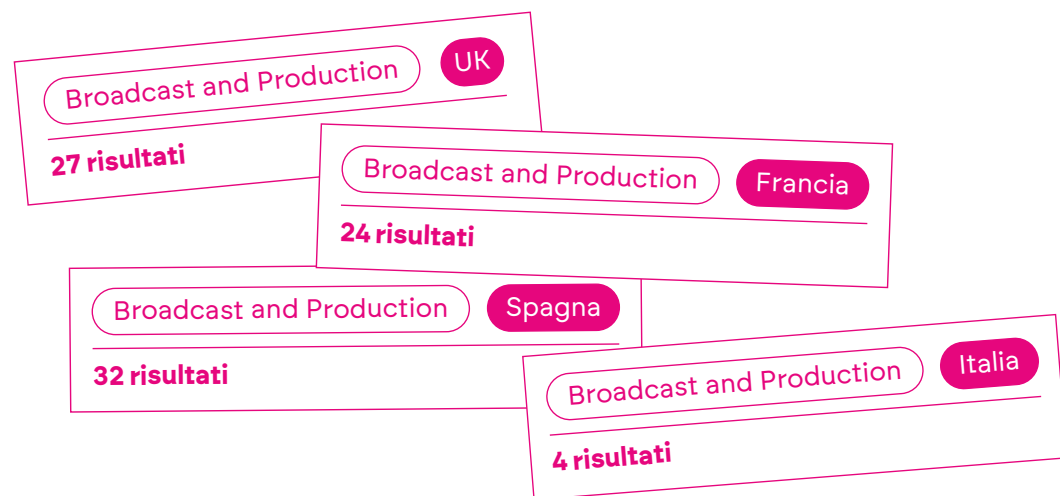 Broadcast and Production UK
27 risultati
Broadcast and Production Francia
24 risultati
Broadcast and Production Spagna
32 risultati
Broadcast and Production Italia
4 risultati